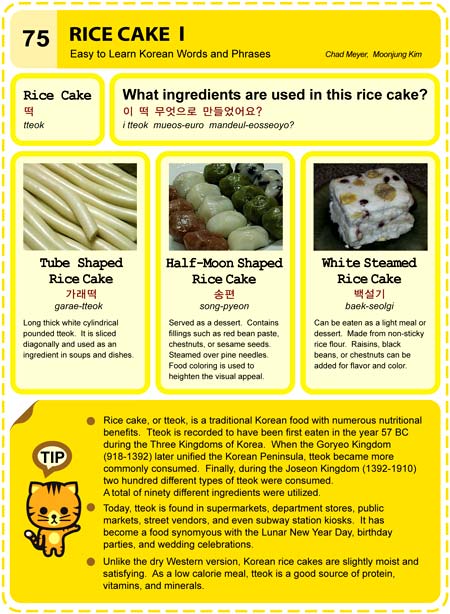 75
RICE CAKE I
Easy to Learn Korean Words and Phrases
Chad Meyer, Moonjung Kim
Rice Cake
떡
tteok
What ingredients are used in this rice cake?
이 떡 무엇으로 만들었어요?
i tteok mueos-euro mandeul-eosseoyo?
Tube Shaped
Rice Cake
가래떡
garae-tteok
Long thick white cylindrical
pounded tteok. It is sliced
diagonally and used as an
ingredient in soups and dishes.
Half-Moon Shaped
Rice Cake
송편
song-pyeon
Served as a dessert. Contains
fillings such as red bean paste,
chestnuts, or sesame seeds.
Steamed over pine needles.
Food coloring is used to
heighten the visual appeal.
White Steamed
Rice Cake
백설기
baek-seolgi
Can be eaten as a light meal or
dessert. Made from non-sticky
rice flour. Raisins, black
beans, or chestnuts can be
added for flavor and color.
TIP
Rice cake, or tteok, is a traditional Korean food with numerous nutritional
benefits. Tteok is recorded to have been first eaten in the year 57 BC
during the Three Kingdoms of Korea. When the Goryeo Kingdom
(918-1392) later unified the Korean Peninsula, tteok became more
commonly consumed. Finally, during the Joseon Kingdom (1392-1910)
two hundred different types of tteok were consumed.
A total of ninety different ingredients were utilized.
Today, tteok is found in supermarkets, department stores, public
markets, street vendors, and even subway station kiosks. It has
become a food synomyous with the Lunar New Year Day, birthday
parties, and wedding celebrations.
Unlike the dry Western version, Korean rice cakes are slightly moist and
satisfying. As a low calorie meal, tteok is a good source of protein,
vitamins, and minerals.